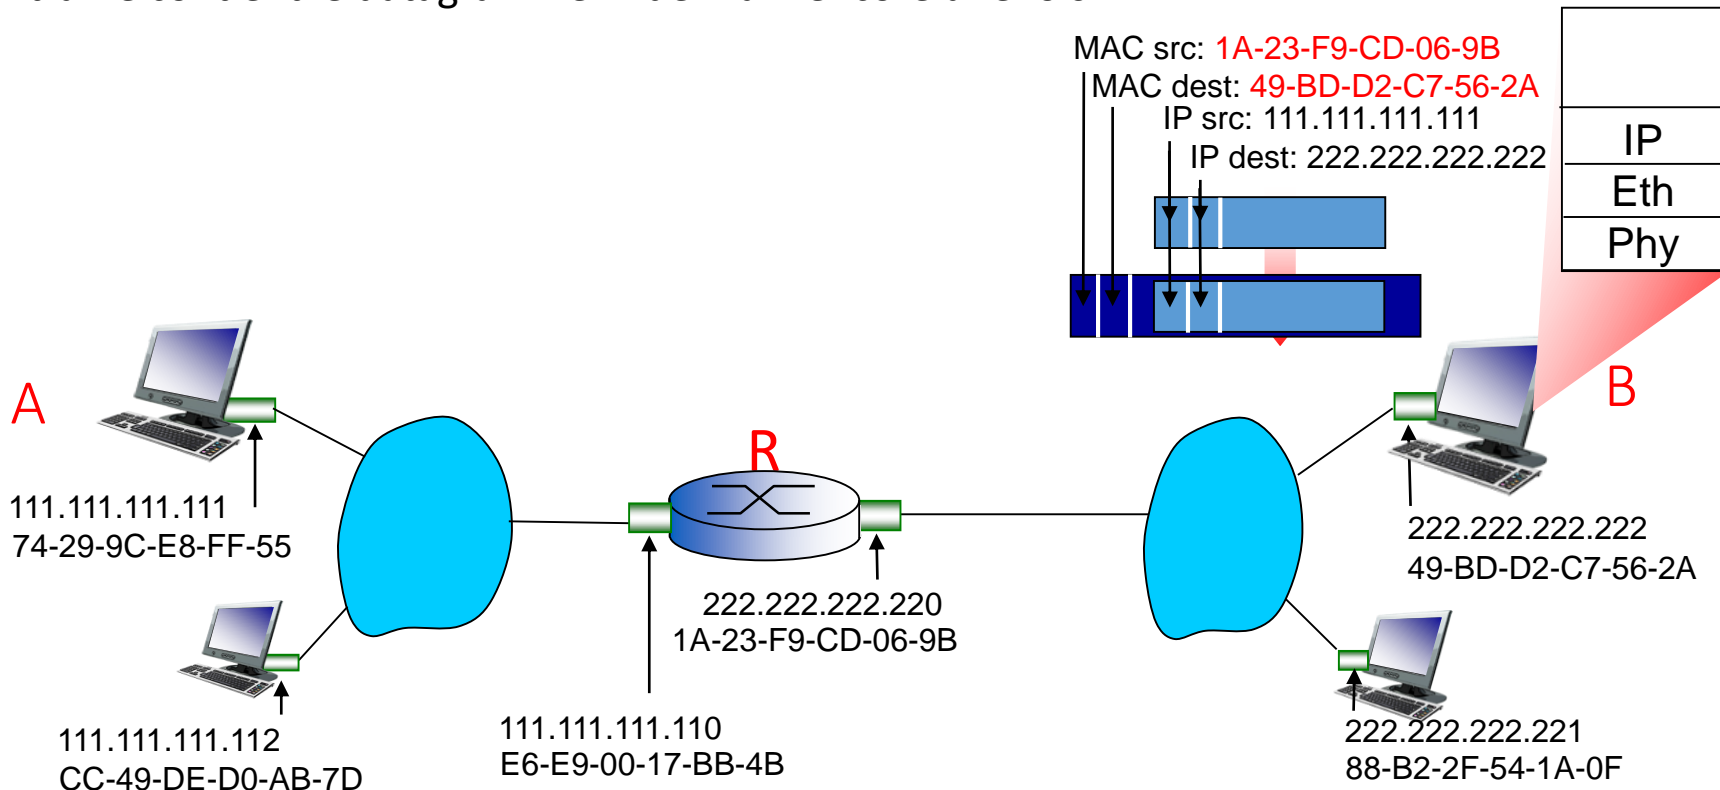 MAC src: 1A-23-F9-CD-06-9B
MAC dest: 49-BD-D2-C7-56-2A
IP src: 111.111.111.111
IP dest: 222.222.222.222
IP
Eth
Phy
A
R
B
111.111.111.111
74-29-9C-E8-FF-55
222.222.222.222
49-BD-D2-C7-56-2A
222.222.222.220
1A-23-F9-CD-06-9B
111.111.111.112
CC-49-DE-D0-AB-7D
111.111.111.110
E6-E9-00-17-BB-4B
222.222.222.221
88-B2-2F-54-1A-0F